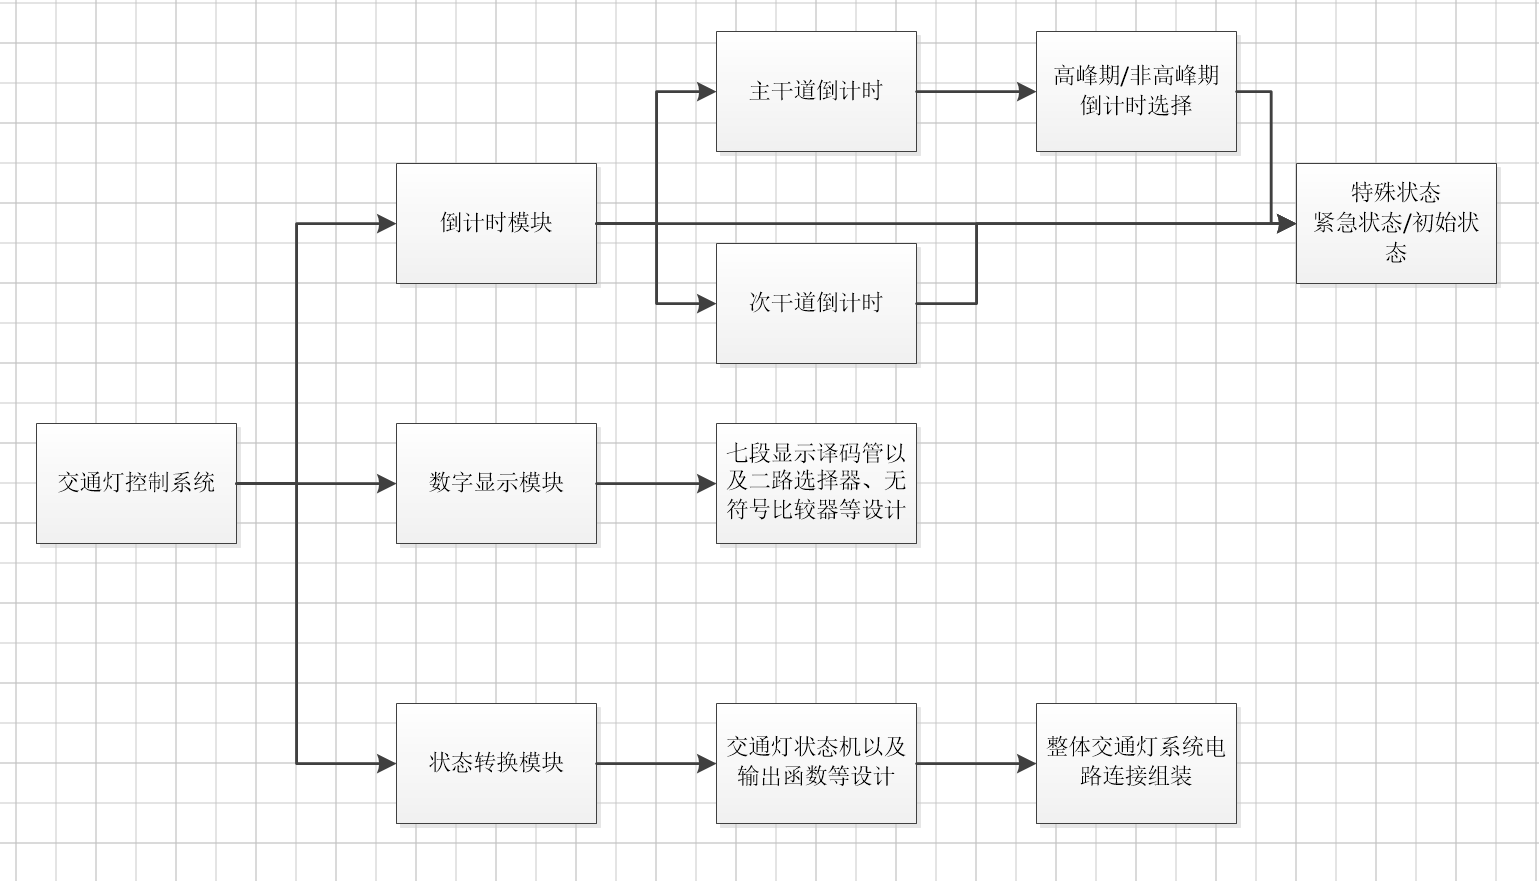 主干道倒计时
高峰期/非高峰期
倒计时选择
倒计时模块
特殊状态
紧急状态/初始状
态
次干道倒计时
交通灯控制系统
数字显示模块
七段显示译码管以
及二路选择器、无
符号比较器等设计
状态转换模块
交通灯状态机以及
输出函数等设计
整体交通灯系统电
路连接组装